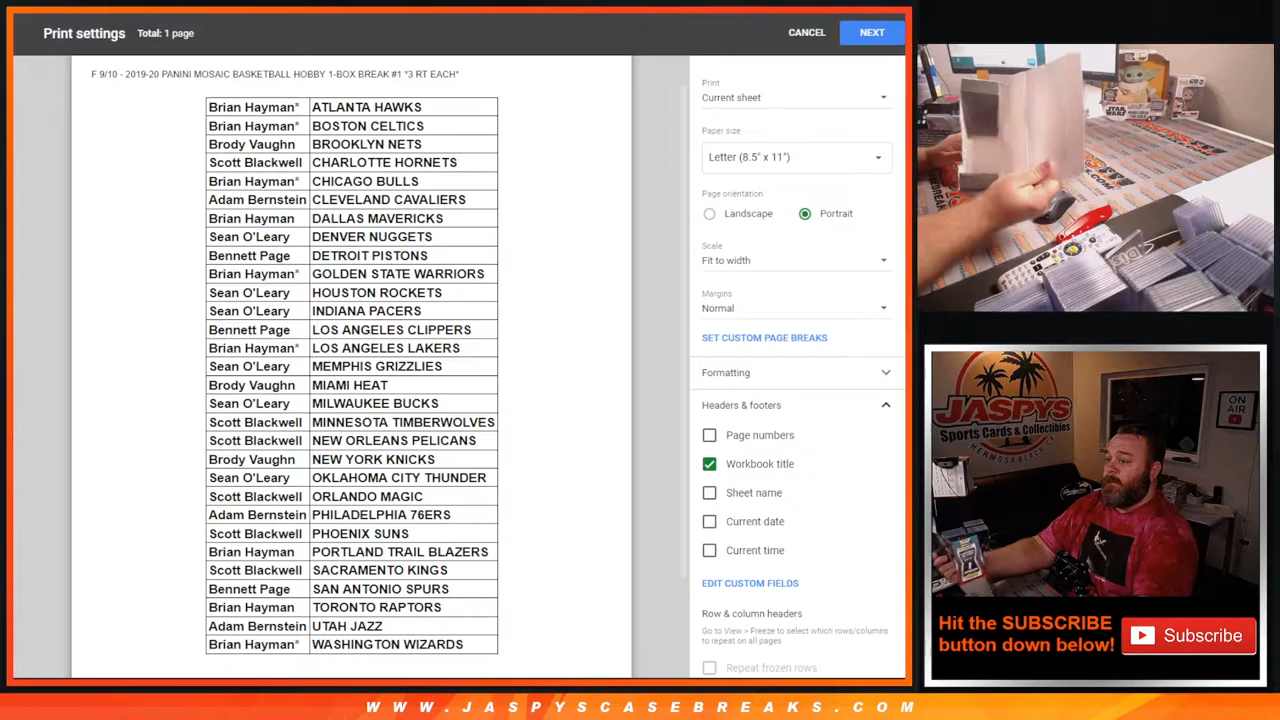 Print settings Total: 1 page CANCEL NEXT
F 9/10 - 2019-20 PANINI MOSAIC BASKETBALL HOBBY 1-BOX BREAK #1 *3 RT EACH*
Brian Hayman* ATLANTA HAWKS
Brian Hayman* BOSTON CELTICS
Brody Vaughn BROOKLYN NETS
Scott Blackwell CHARLOTTE HORNETS
Brian Hayman* CHICAGO BULLS
Adam Bernstein CLEVELAND CAVALIERS
Brian Hayman DALLAS MAVERICKS
Sean O'Leary DENVER NUGGETS
Bennett Page DETROIT PISTONS
Brian Hayman* GOLDEN STATE WARRIORS
Sean O'Leary HOUSTON ROCKETS
Sean O'Leary INDIANA PACERS
Bennett Page LOS ANGELES CLIPPERS
Brian Hayman* LOS ANGELES LAKERS
Sean O'Leary MEMPHIS GRIZZLIES
Brody Vaughn MIAMI HEAT
Sean O'Leary MILWAUKEE BUCKS
Scott Blackwell MINNESOTA TIMBERWOLVES
Scott Blackwell NEW ORLEANS PELICANS
Brody Vaughn NEW YORK KNICKS
Sean O'Leary OKLAHOMA CITY THUNDER
Scott Blackwell ORLANDO MAGIC
Adam Bernstein PHILADELPHIA 76ERS
Scott Blackwell PHOENIX SUNS
Brian Hayman PORTLAND TRAIL BLAZERS
Scott Blackwell SACRAMENTO KINGS
Bennett Page SAN ANTONIO SPURS
Brian Hayman TORONTO RAPTORS
Adam Bernstein UTAH JAZZ
Brian Hayman* WASHINGTON WIZARDS
Print
Current sheet
Paper size
Letter (8.5" x 11")
Page orientation
Landscape Portrait
Scale
Fit to width
Margins
Normal
SET CUSTOM PAGE BREAKS
Formatting
Headers & footers
Page numbers
Workbook title
Sheet name
Current date
Current time
EDIT CUSTOM FIELDS
Row & column headers
Go to View > Freeze to select which rows/columns
to repeat on all pages
Repeat frozen rows
STAR WARS
JASPYS
Sports Cards & Collectibles
HERMOSA BEACH
ON
AIR
Hit the SUBSCRIBE
button down below!
Subscribe
WWW.JASPYSCASEBREAKS.COM